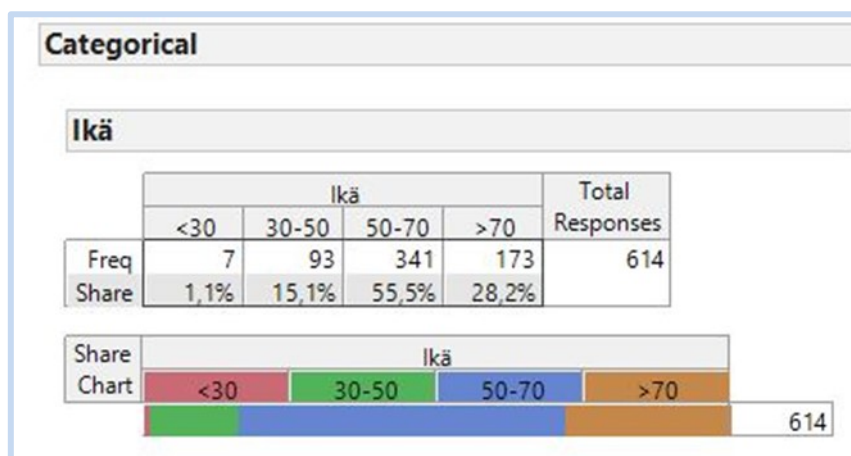 Categorical
Ikä
Ikä Total
<30 30-50 50-70 >70 Responses
Freq 7 93 341 173 614
Share 1,1% 15,1% 55,5% 28,2%
Share Ikä
Chart <30 30-50 50-70 >70
614